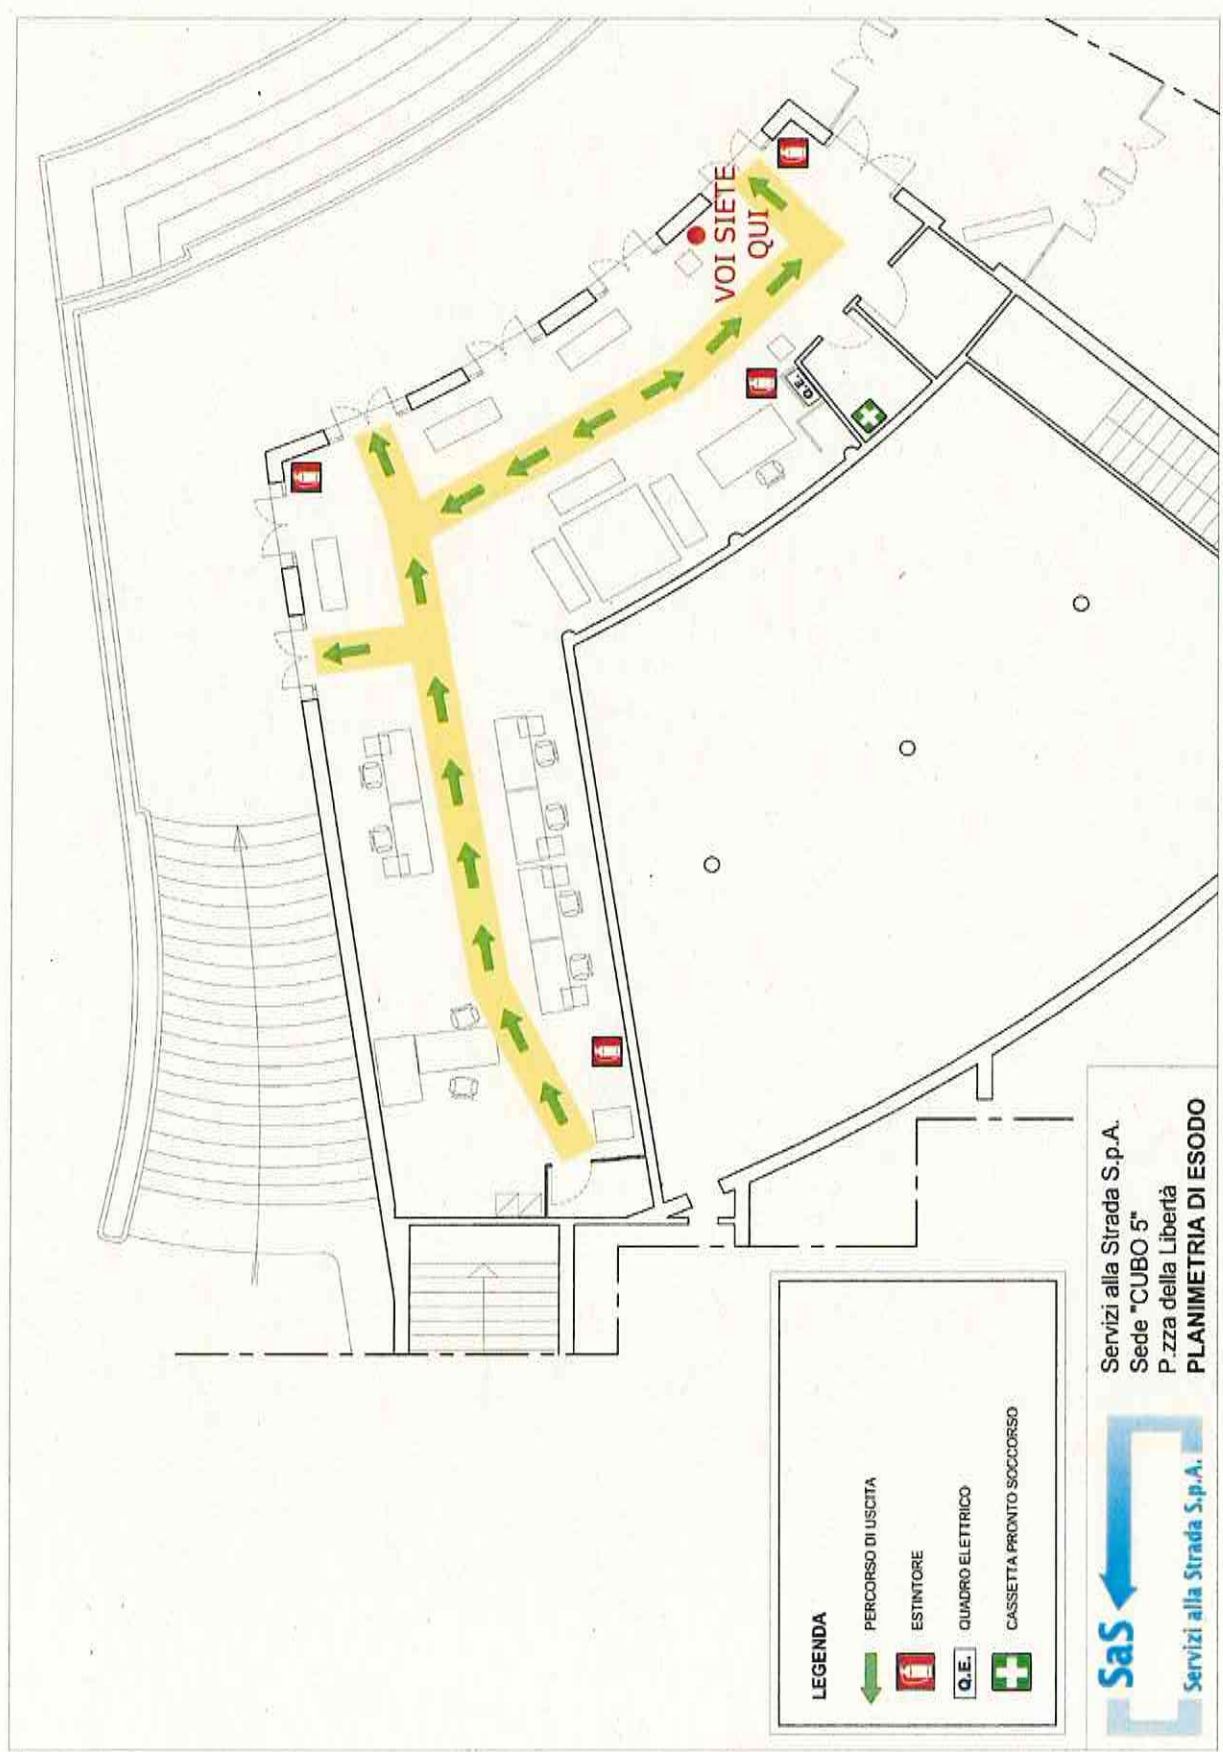 VOI SIETE
QUI
Q.E.
LEGENDA
PERCORSO DI USCITA
ESTINTORE
Q.E. QUADRO ELETTRICO
CASSETTA PRONTO SOCCORSO
SaS
Servizi alla Strada S.p.A.
Servizi alla Strada S.p.A.
Sede "CUBO 5"
P.zza della Libertà
PLANIMETRIA DI ESODO